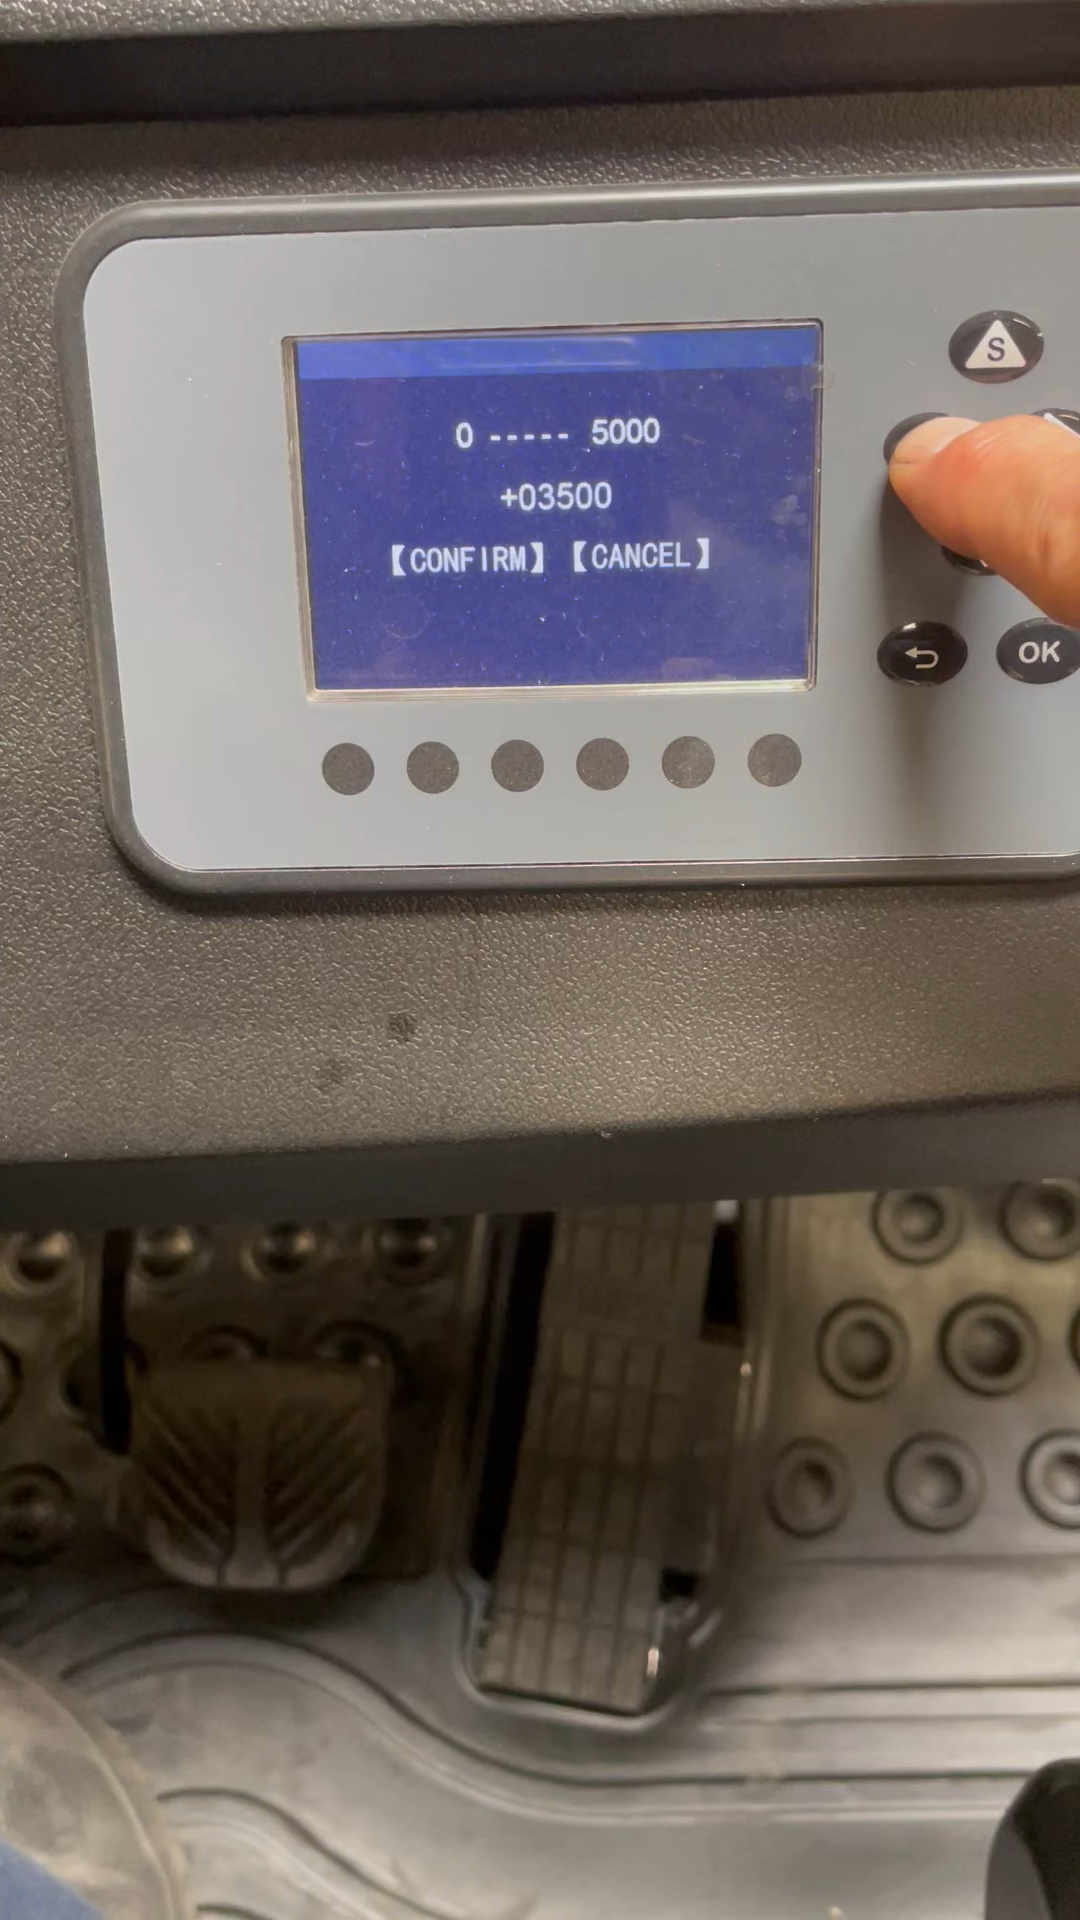 0 ----- 5000
+03500
【CONFIRM】 【CANCEL】
S
OK